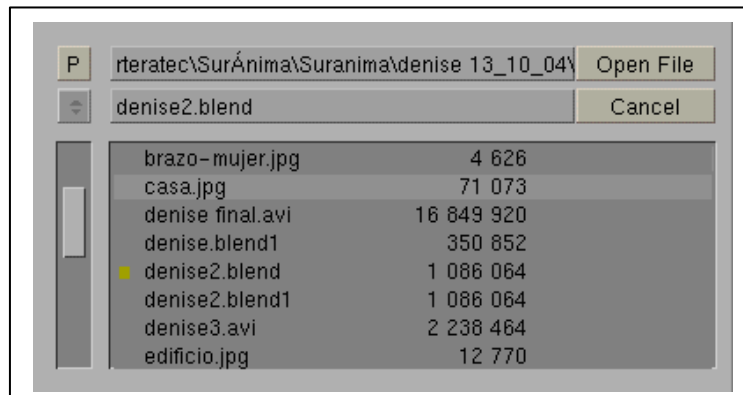 P rteratec\SurÁnima\Suranima\denise 13_10_04\ Open File
denise2.blend Cancel
brazo-mujer.jpg 4 626
casa.jpg 71 073
denise final.avi 16 849 920
denise.blend1 350 852
denise2.blend 1 086 064
denise2.blend1 1 086 064
denise3.avi 2 238 464
edificio.jpg 12 770